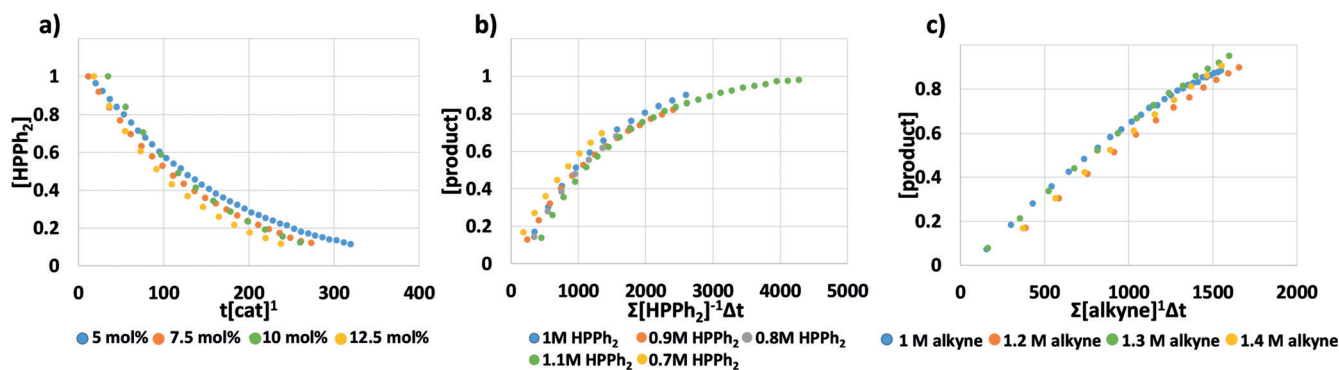 a)
[HPPh₂]
1.2
1
0.8
0.6
0.4
0.2
0
0 100 200 300 400
t[cat]¹
5 mol% 7.5 mol% 10 mol% 12.5 mol%
b)
[product]
1.2
1
0.8
0.6
0.4
0.2
0
0 1000 2000 3000 4000 5000
Σ[HPPh₂]⁻¹Δt
1M HPPh₂ 0.9M HPPh₂ 0.8M HPPh₂
1.1M HPPh₂ 0.7M HPPh₂
c)
[product]
0.8
0.6
0.4
0.2
0
0 500 1000 1500 2000
Σ[alkyne]¹Δt
1 M alkyne 1.2 M alkyne 1.3 M alkyne 1.4 M alkyne